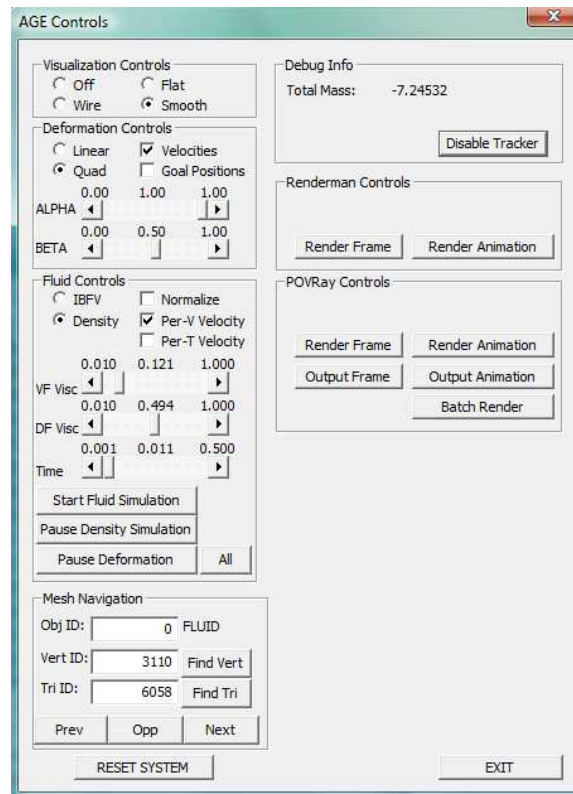 AGE Controls
Visualization Controls
Off Flat
Wire Smooth
Deformation Controls
Linear Velocities
Quad Goal Positions
0.00 1.00 1.00
ALPHA
0.00 0.50 1.00
BETA
Fluid Controls
IBFV Normalize
Density Per-V Velocity
Per-T Velocity
0.010 0.121 1.000
VF Visc
0.010 0.494 1.000
DF Visc
0.001 0.011 0.500
Time
Start Fluid Simulation
Pause Density Simulation
Pause Deformation All
Mesh Navigation
Obj ID: 0 FLUID
Vert ID: 3110 Find Vert
Tri ID: 6058 Find Tri
Prev Opp Next
RESET SYSTEM
Debug Info
Total Mass: -7.24532
Disable Tracker
Renderman Controls
Render Frame Render Animation
POVRay Controls
Render Frame Render Animation
Output Frame Output Animation
Batch Render
EXIT